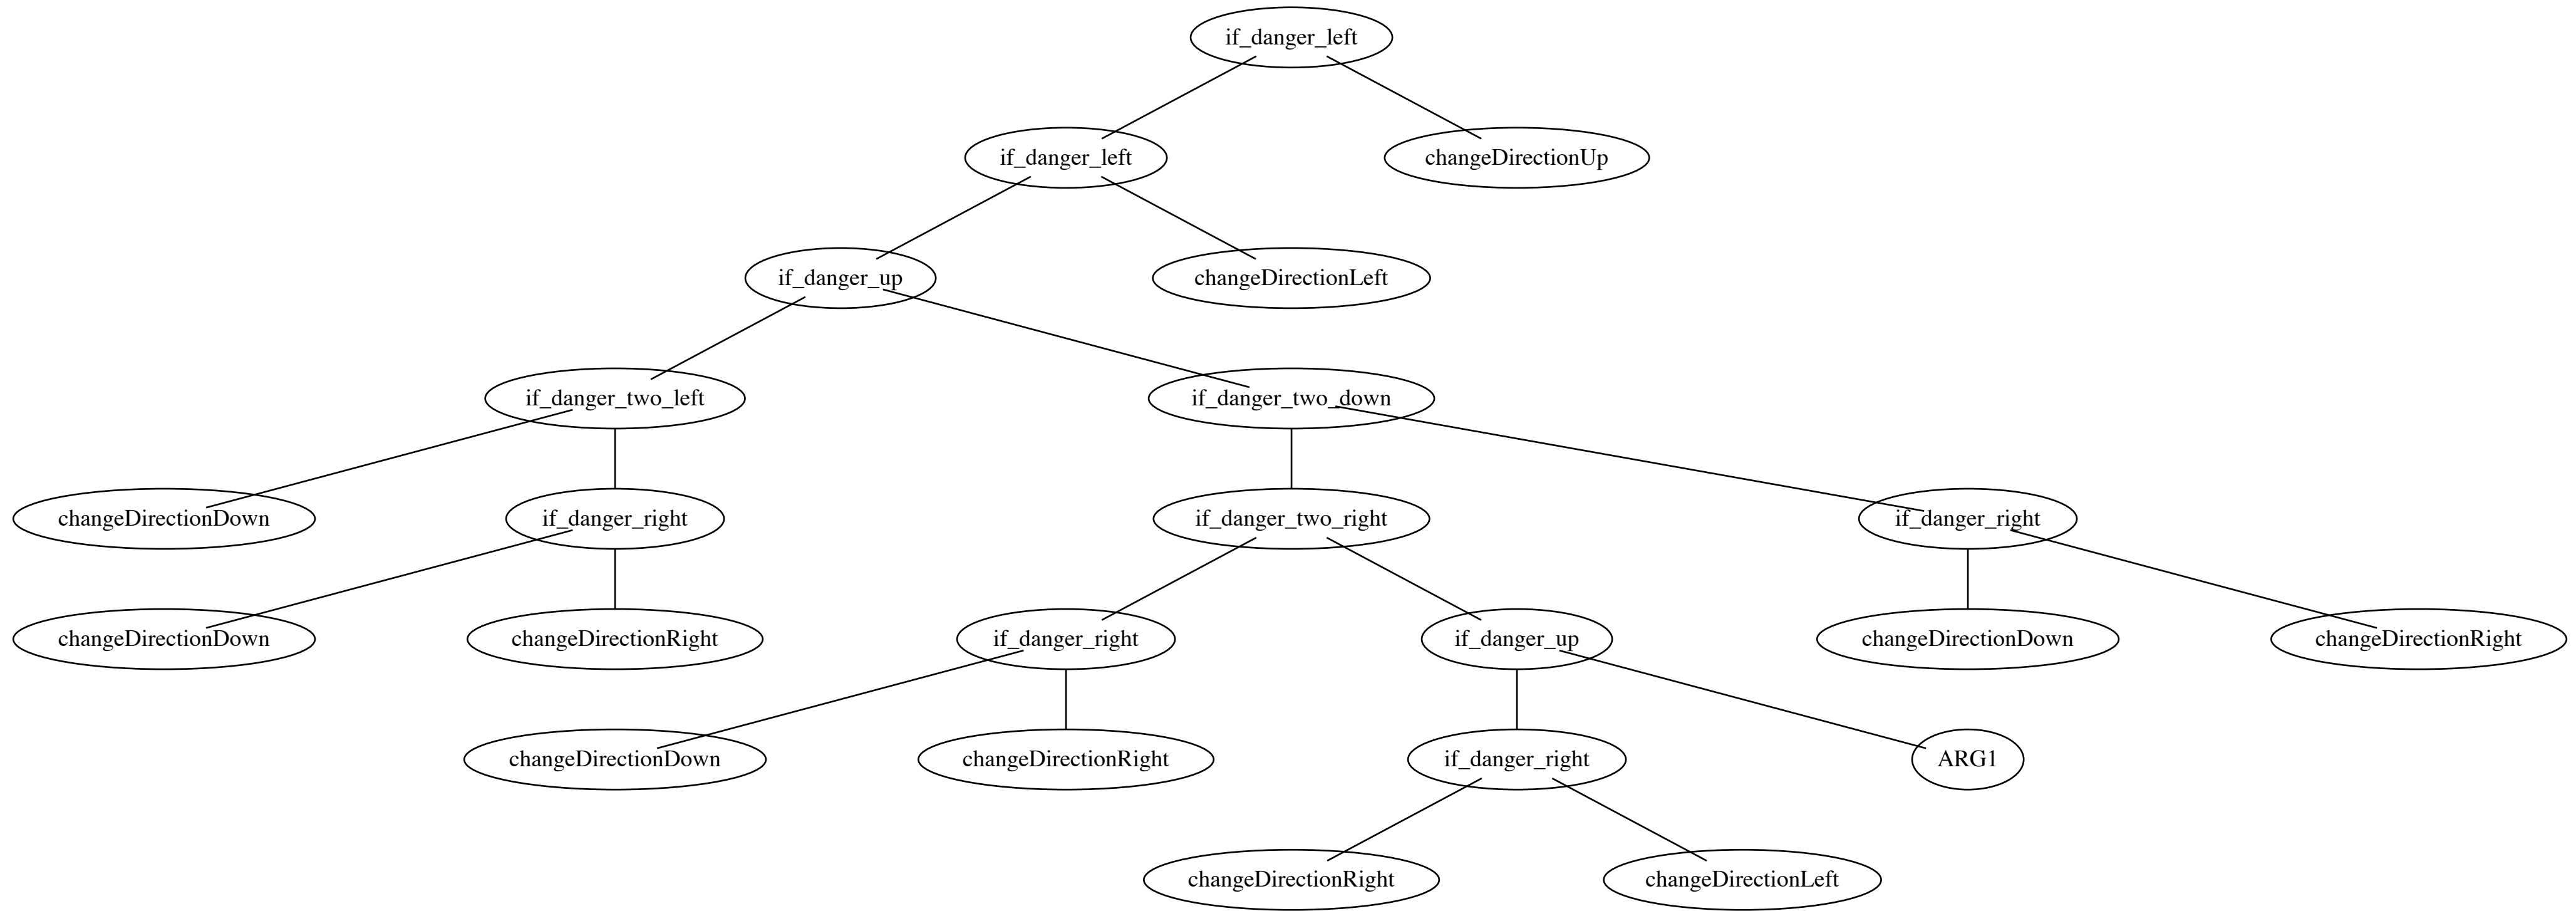 if_danger_left
if_danger_left
changeDirectionUp
if_danger_up
changeDirectionLeft
if_danger_two_left
if_danger_two_down
changeDirectionDown
if_danger_right
if_danger_two_right
if_danger_right
changeDirectionDown
changeDirectionRight
if_danger_right
if_danger_up
changeDirectionDown
changeDirectionRight
changeDirectionDown
changeDirectionRight
if_danger_right
ARG1
changeDirectionRight
changeDirectionLeft